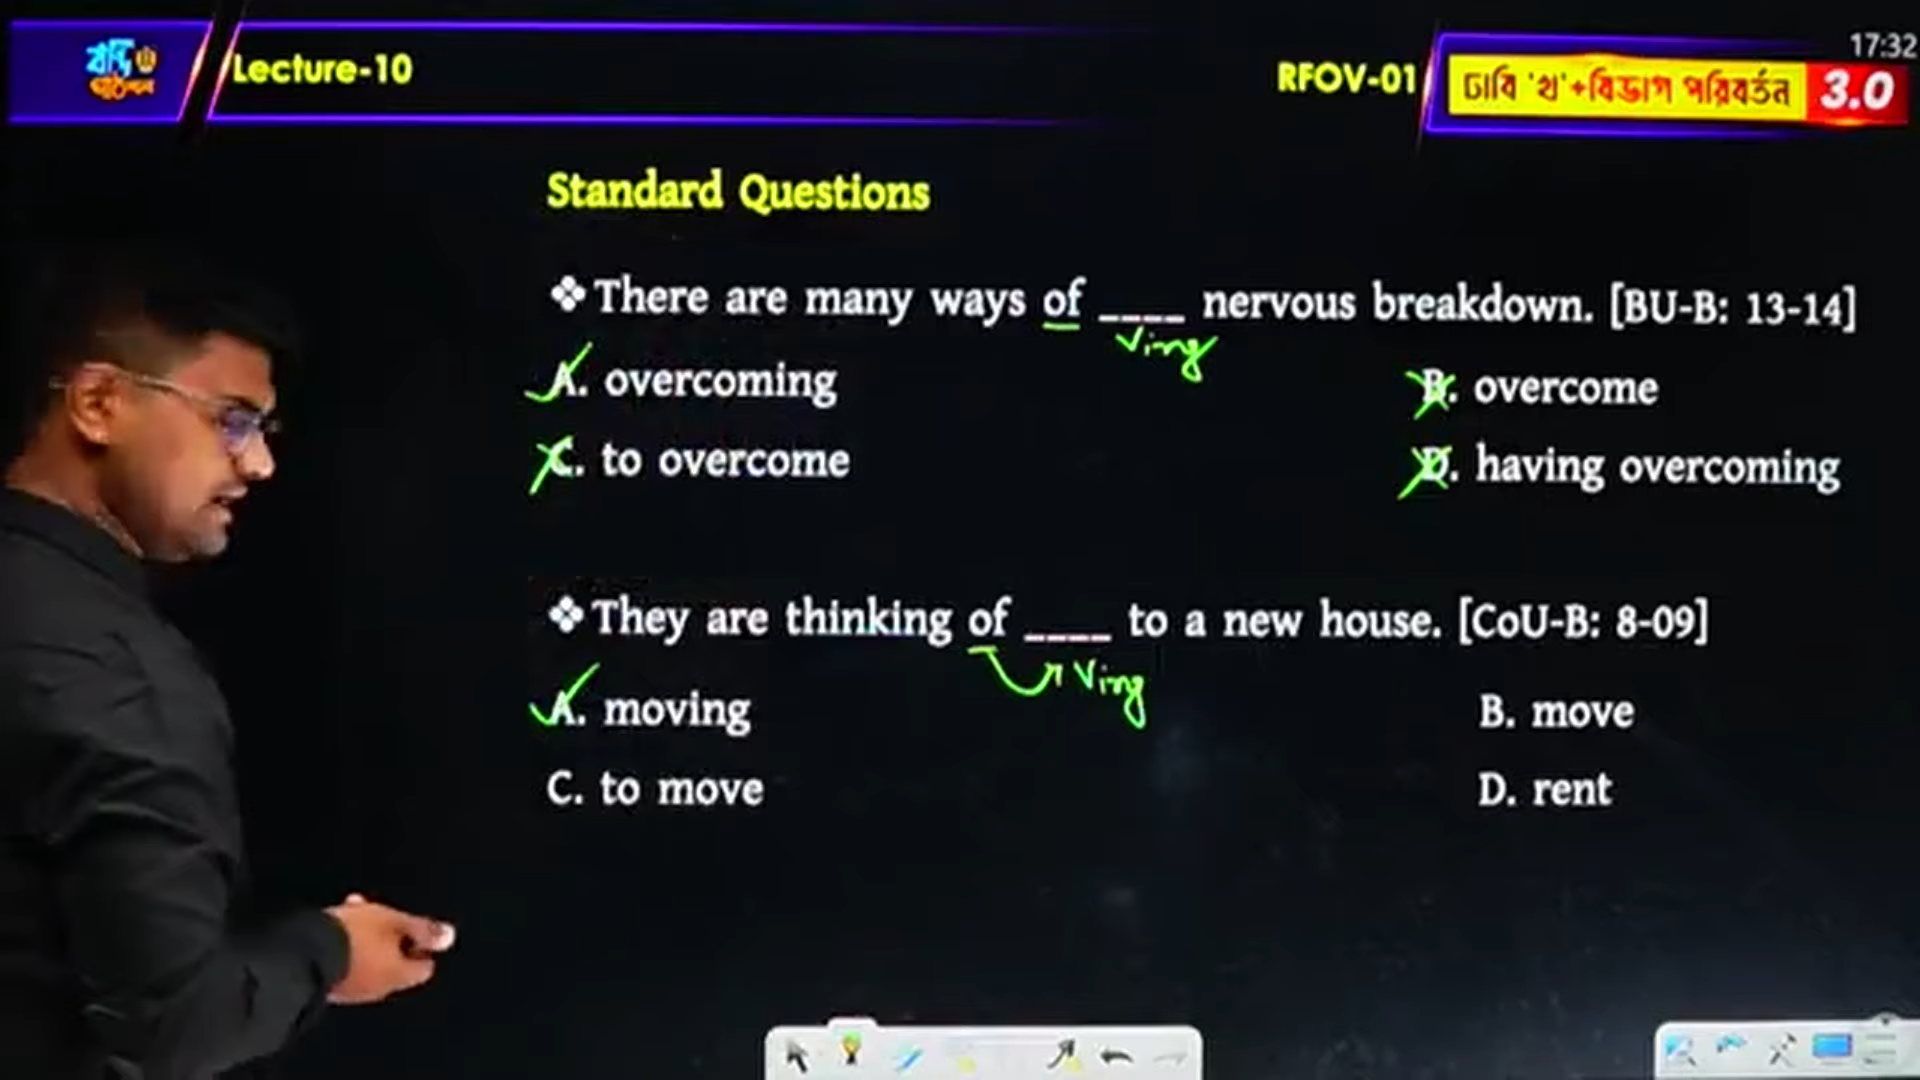 17:32
Lecture-10
RFOV-01
ঢাবি 'খ'+বিভাগ পরিবর্তন 3.0
Standard Questions
❖There are many ways of ____ nervous breakdown. [BU-B: 13-14]
Ving
A. overcoming B. overcome
C. to overcome D. having overcoming
❖They are thinking of ____ to a new house. [CoU-B: 8-09]
Ving
A. moving B. move
C. to move D. rent